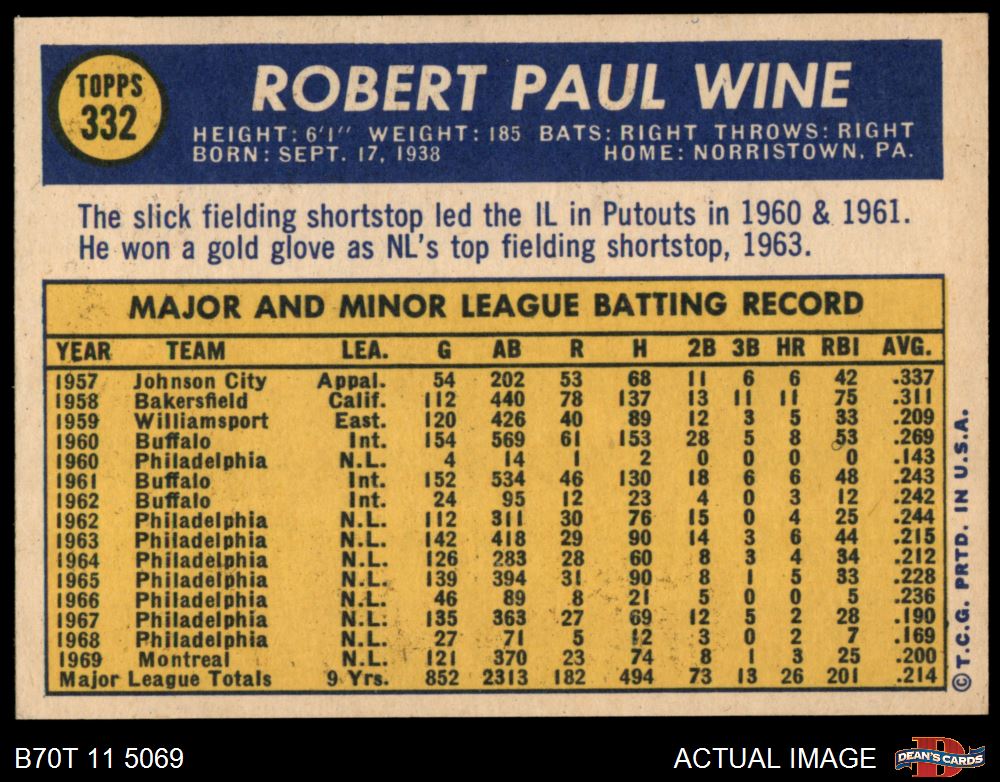 TOPPS
332
ROBERT PAUL WINE
HEIGHT: 6'1" WEIGHT: 185 BATS: RIGHT THROWS: RIGHT
BORN: SEPT. 17, 1938 HOME: NORRISTOWN, PA.
The slick fielding shortstop led the IL in Putouts in 1960 & 1961.
He won a gold glove as NL's top fielding shortstop, 1963.
MAJOR AND MINOR LEAGUE BATTING RECORD
YEAR TEAM LEA. G AB R H 2B 3B HR RBI AVG.
1957 Johnson City Appal. 54 202 53 68 11 6 6 42 .337
1958 Bakersfield Calif. 112 440 78 137 13 11 11 75 .311
1959 Williamsport East. 120 426 40 89 12 3 5 33 .209
1960 Buffalo Int. 154 569 61 153 28 5 8 53 .269
1960 Philadelphia N.L. 4 14 1 2 0 0 0 0 .143
1961 Buffalo Int. 152 534 46 130 18 6 6 48 .243
1962 Buffalo Int. 24 95 12 23 4 0 3 12 .242
1962 Philadelphia N.L. 112 311 30 76 15 0 4 25 .244
1963 Philadelphia N.L. 142 418 29 90 14 3 6 44 .215
1964 Philadelphia N.L. 126 283 28 60 8 3 4 34 .212
1965 Philadelphia N.L. 139 394 31 90 8 1 5 33 .228
1966 Philadelphia N.L. 46 89 8 21 5 0 0 5 .236
1967 Philadelphia N.L. 135 363 27 69 12 5 2 28 .190
1968 Philadelphia N.L. 27 71 5 12 3 0 2 7 .169
1969 Montreal N.L. 121 370 23 74 8 1 3 25 .200
Major League Totals 9 Yrs. 852 2313 182 494 73 13 26 201 .214
© T.C.G. PRTD. IN U.S.A.
B70T 11 5069 ACTUAL IMAGE
D
DEAN'S CARDS